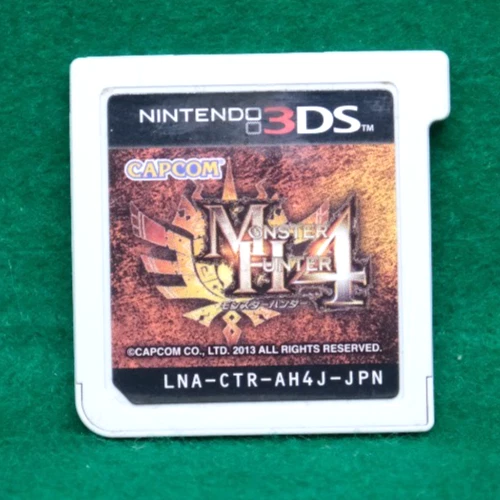 NINTENDO 3DS™
CAPCOM
MONSTER
HUNTER 4
モンスターハンター
©CAPCOM CO., LTD. 2013 ALL RIGHTS RESERVED.
LNA-CTR-AH4J-JPN